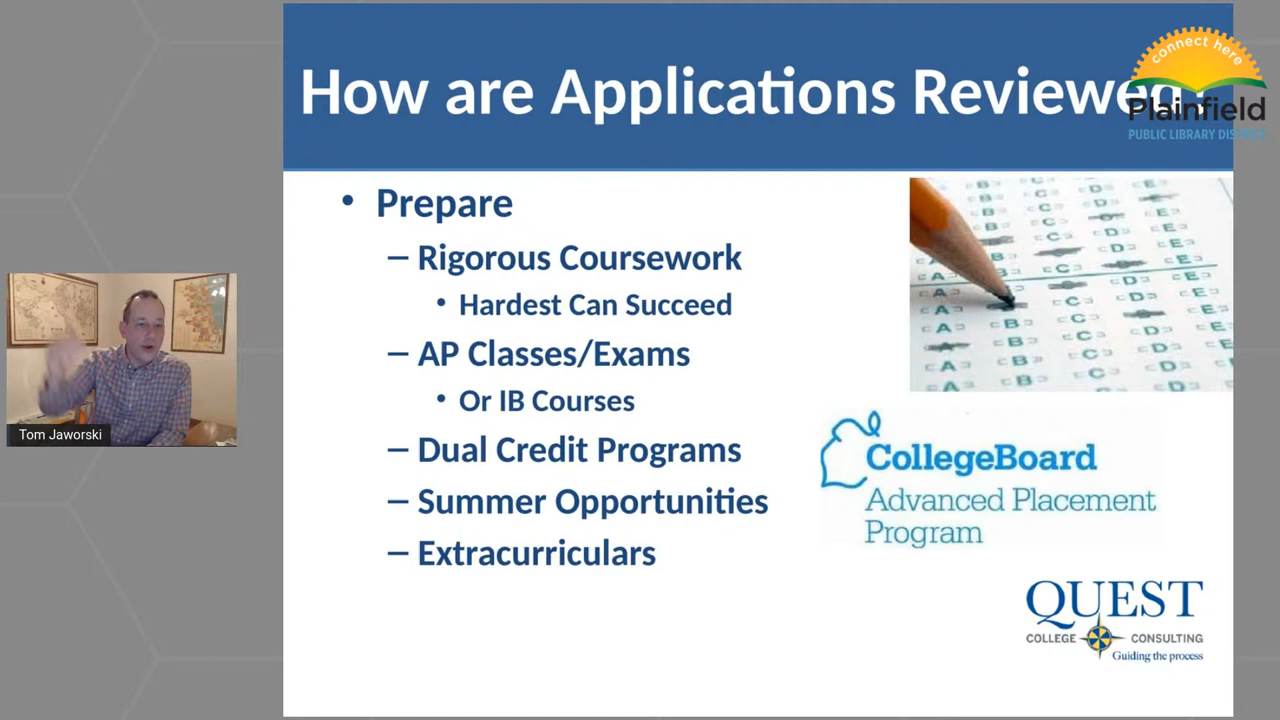 How are Applications Reviewed?
connect here
Plainfield
PUBLIC LIBRARY DISTRICT
• Prepare
– Rigorous Coursework
• Hardest Can Succeed
– AP Classes/Exams
• Or IB Courses
– Dual Credit Programs
– Summer Opportunities
– Extracurriculars
CollegeBoard
Advanced Placement
Program
QUEST
COLLEGE CONSULTING
Guiding the process
Tom Jaworski